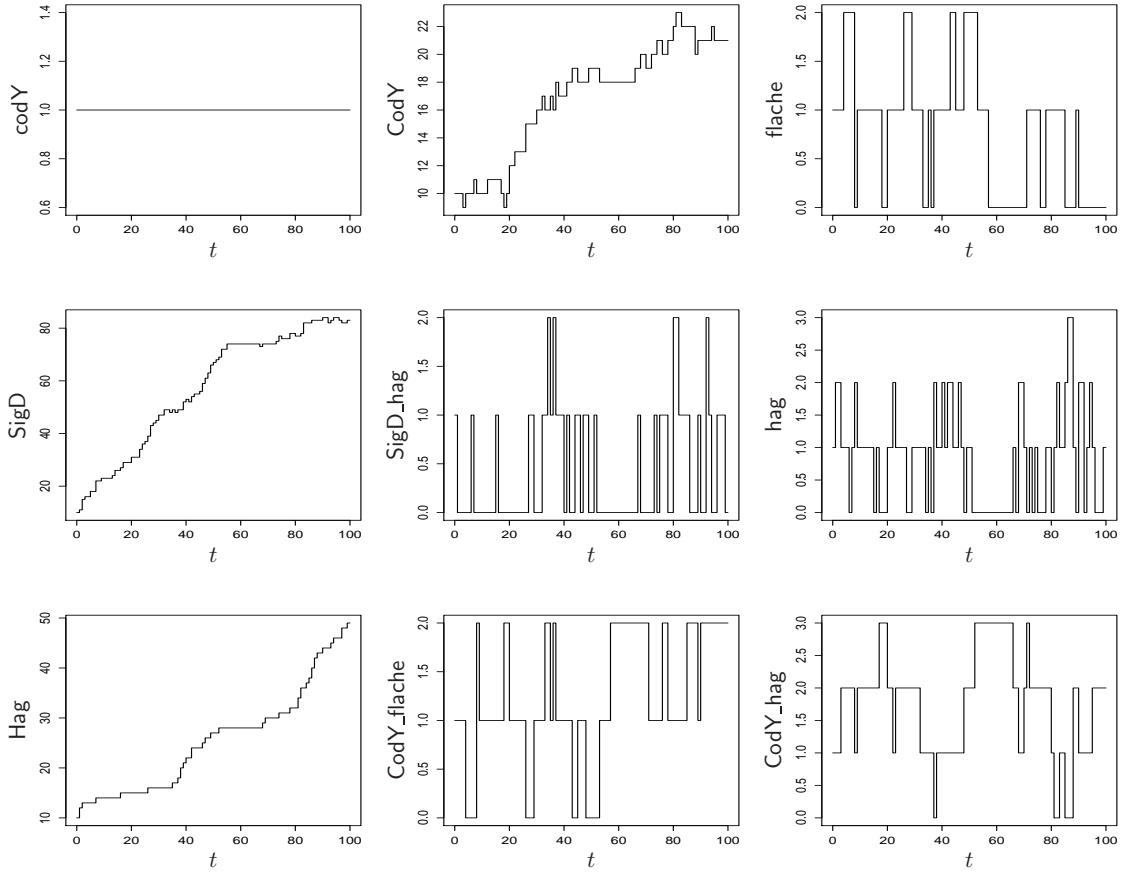 codY
0.6 0.8 1.0 1.2 1.4
0 20 40 60 80 100
t
CodY
10 12 14 16 18 20 22
0 20 40 60 80 100
t
flache
0.0 0.5 1.0 1.5 2.0
0 20 40 60 80 100
t
SigD
20 40 60 80
0 20 40 60 80 100
t
SigD_hag
0.0 0.5 1.0 1.5 2.0
0 20 40 60 80 100
t
hag
0.0 0.5 1.0 1.5 2.0 2.5 3.0
0 20 40 60 80 100
t
Hag
10 20 30 40 50
0 20 40 60 80 100
t
CodY_flache
0.0 0.5 1.0 1.5 2.0
0 20 40 60 80 100
t
CodY_hag
0.0 0.5 1.0 1.5 2.0 2.5 3.0
0 20 40 60 80 100
t